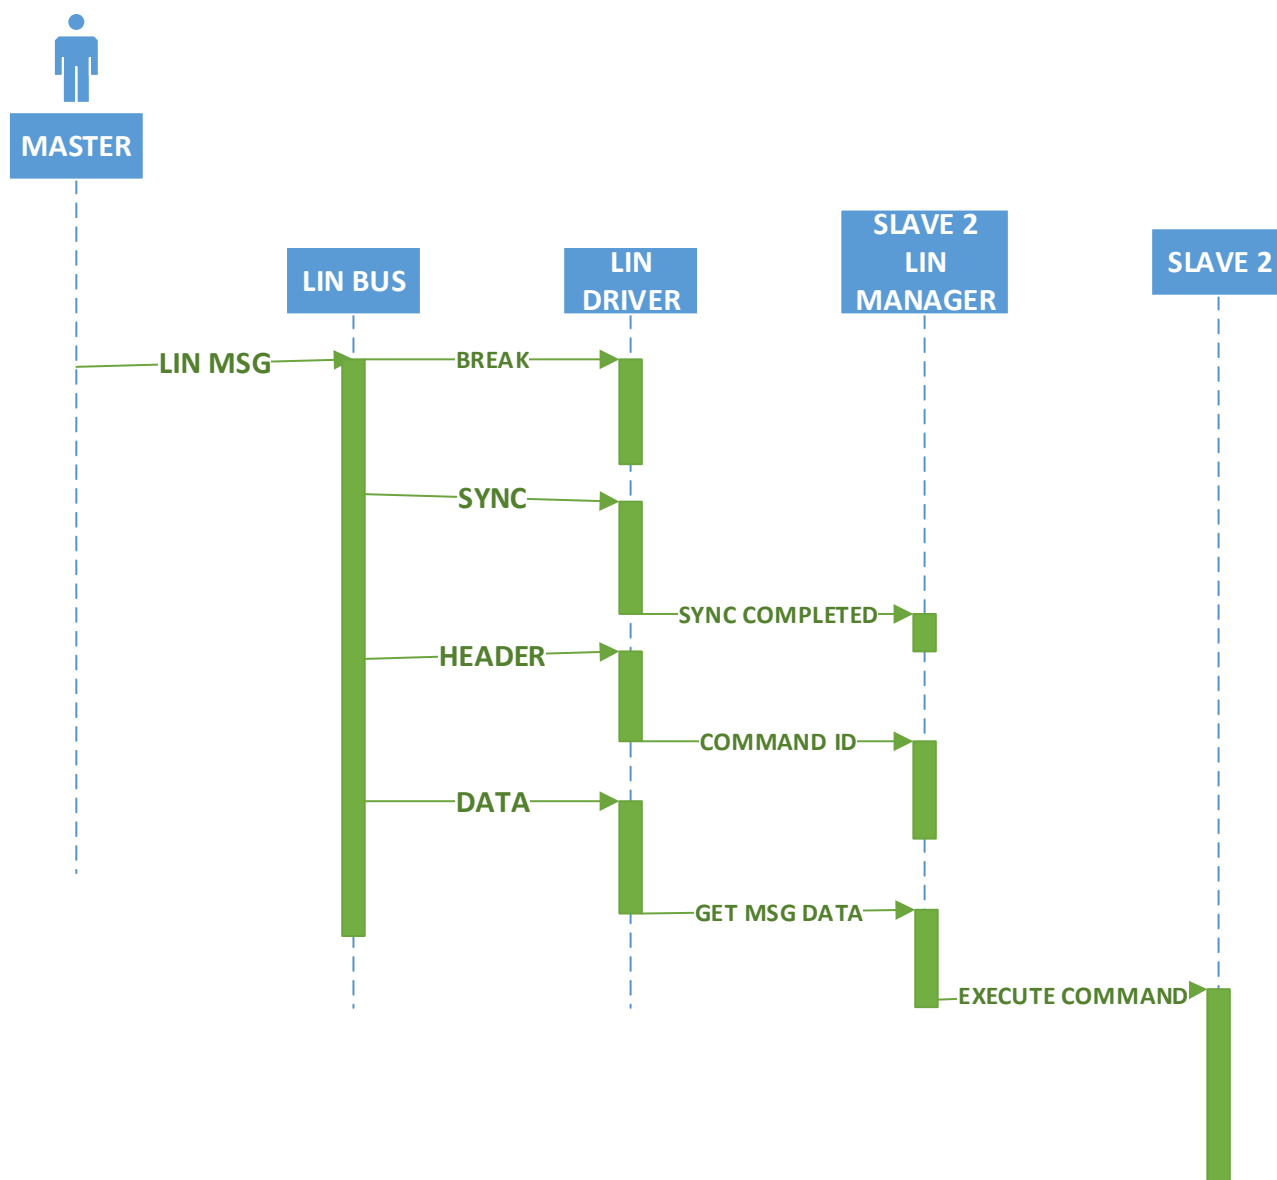 MASTER
LIN BUS
LIN
DRIVER
SLAVE 2
LIN
MANAGER
SLAVE 2
LIN MSG
BREAK
SYNC
SYNC COMPLETED
HEADER
COMMAND ID
DATA
GET MSG DATA
EXECUTE COMMAND